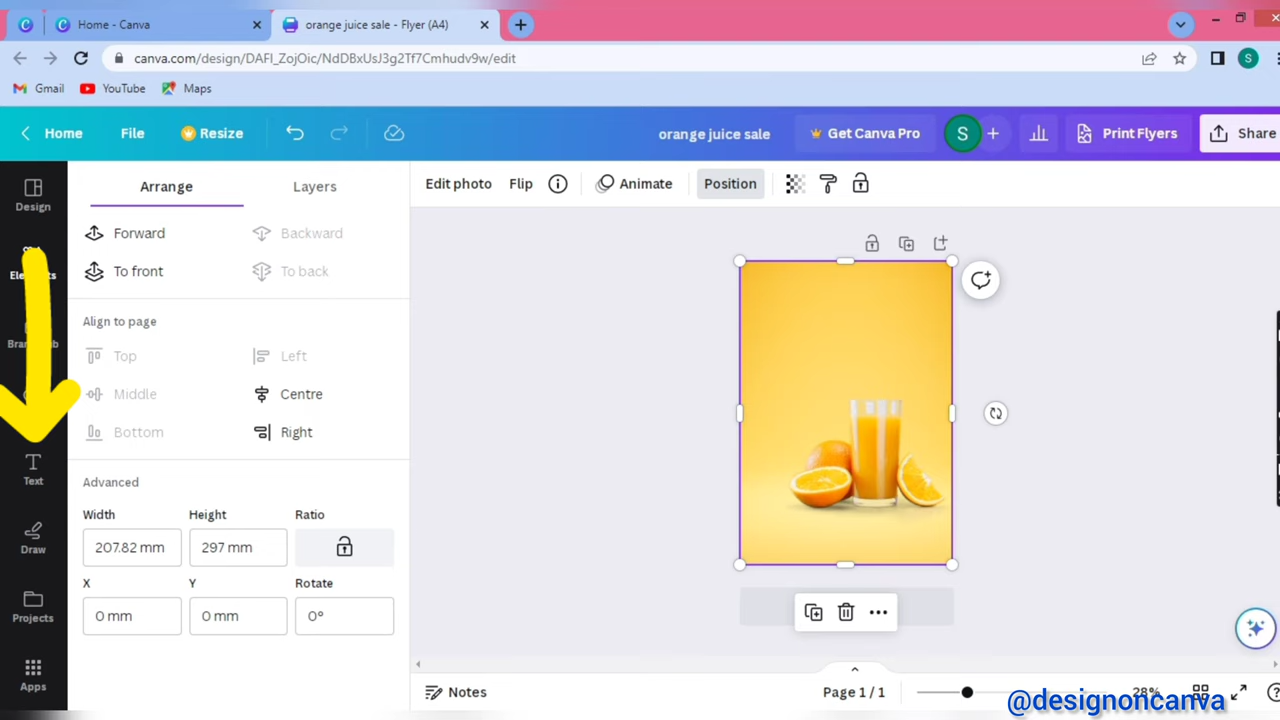 Home - Canva
orange juice sale - Flyer (A4)
canva.com/design/DAFI_ZojOic/NdDBxUsJ3g2Tf7Cmhudv9w/edit
S
Gmail
YouTube
Maps
Home
File
Resize
orange juice sale
Get Canva Pro
S
Print Flyers
Share
Design
Text
Draw
Projects
Apps
Arrange
Layers
Forward
Backward
To front
To back
Align to page
Top
Left
Middle
Centre
Bottom
Right
Advanced
Width
Height
Ratio
207.82 mm
297 mm
X
Y
Rotate
0 mm
0 mm
0°
Edit photo
Flip
Animate
Position
Notes
Page 1 / 1
28%
@designoncanva